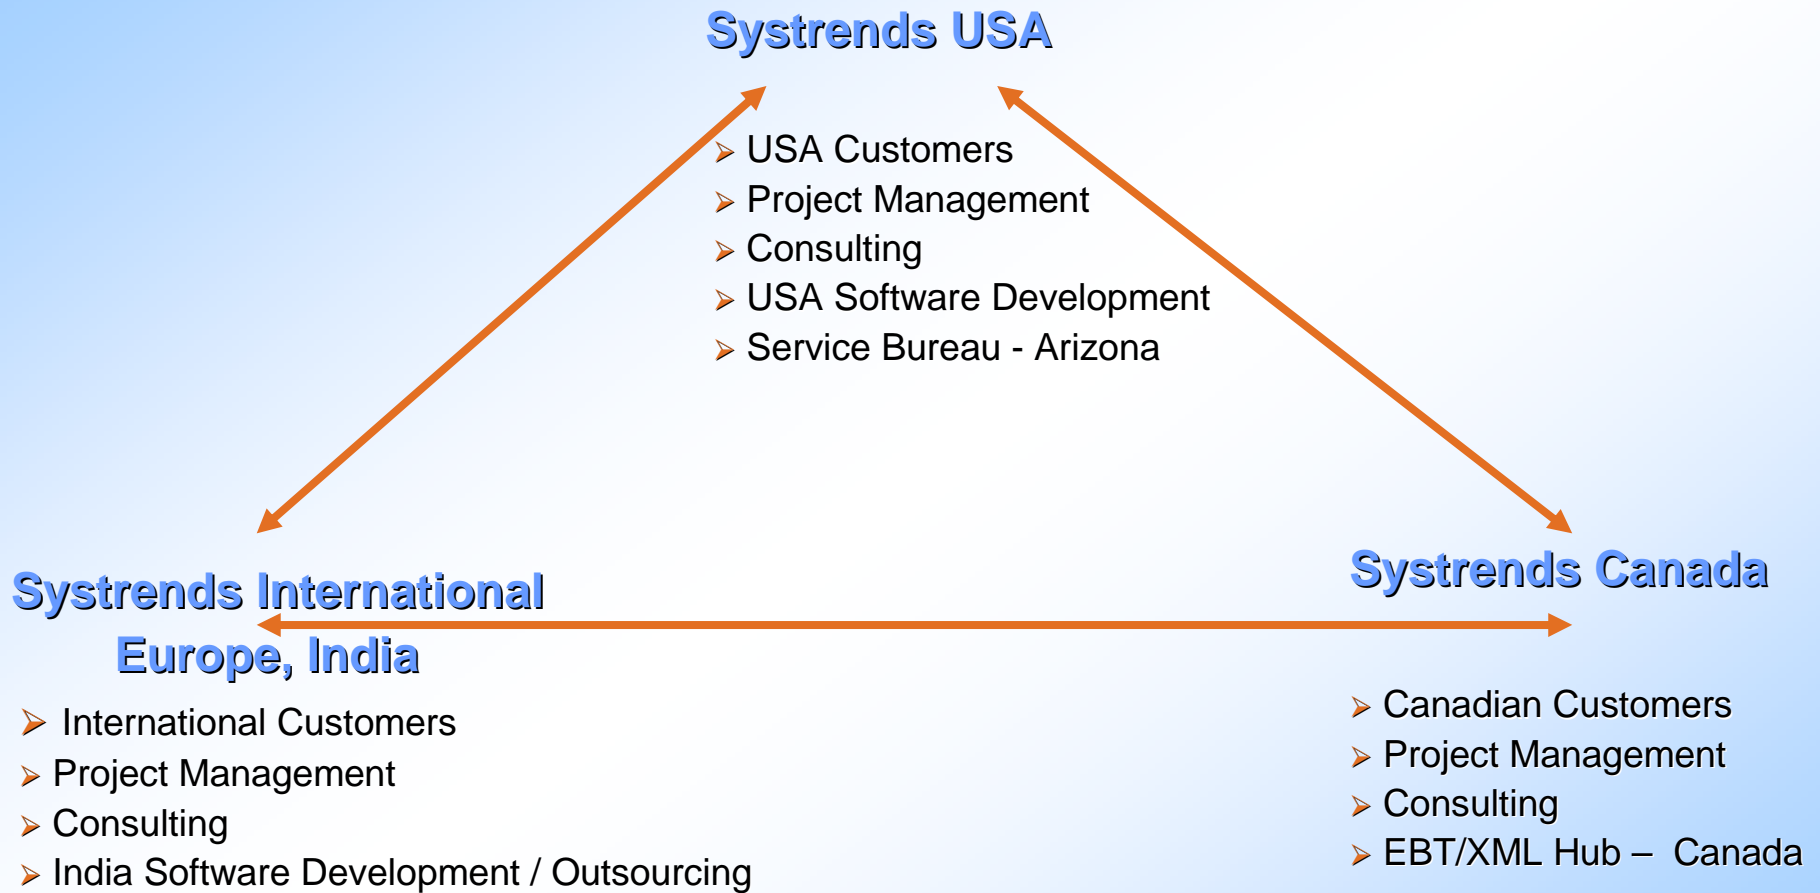 Systrends USA
USA Customers
Project Management
Consulting
USA Software Development
Service Bureau - Arizona
Systrends International
Europe, India
International Customers
Project Management
Consulting
India Software Development / Outsourcing
Systrends Canada
Canadian Customers
Project Management
Consulting
EBT/XML Hub – Canada